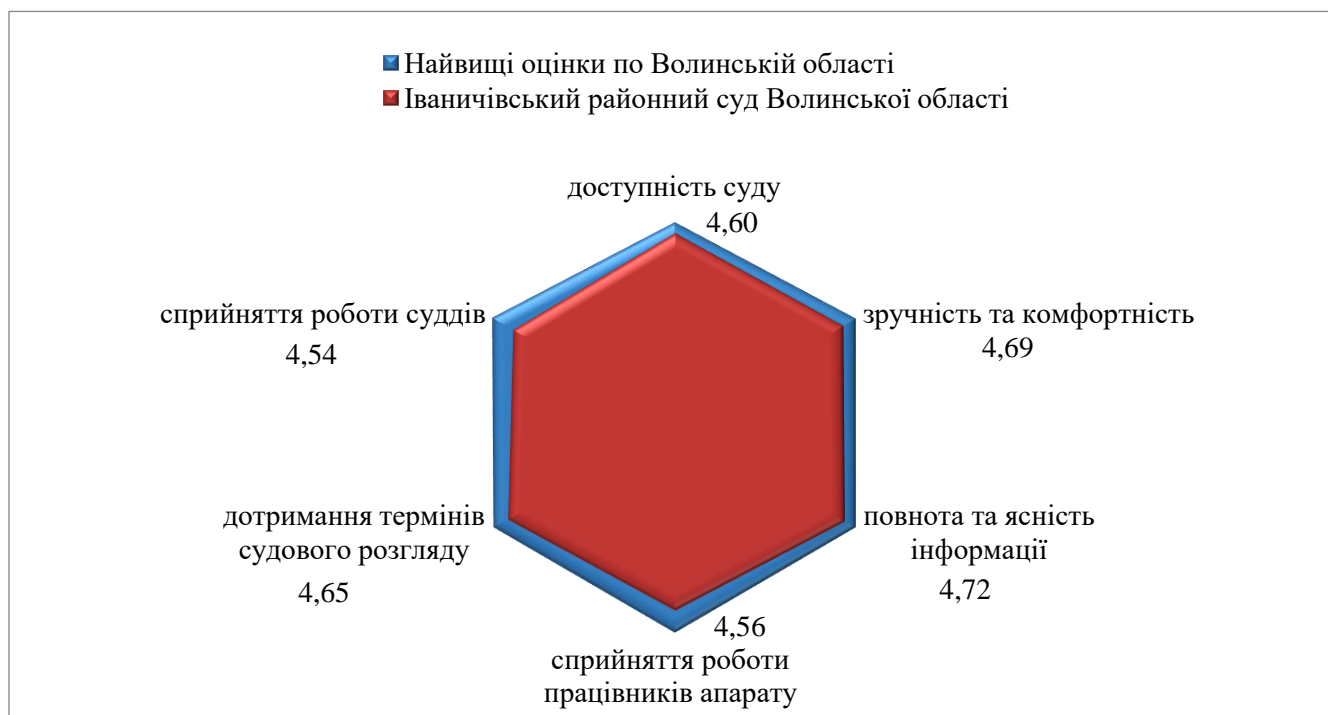 Найвищі оцінки по Волинській області
Іваничівський районний суд Волинської області
доступність суду
4,60
сприйняття роботи суддів
4,54
зручність та комфортність
4,69
дотримання термінів
судового розгляду
4,65
повнота та ясність
інформації
4,72
4,56
сприйняття роботи
працівників апарату